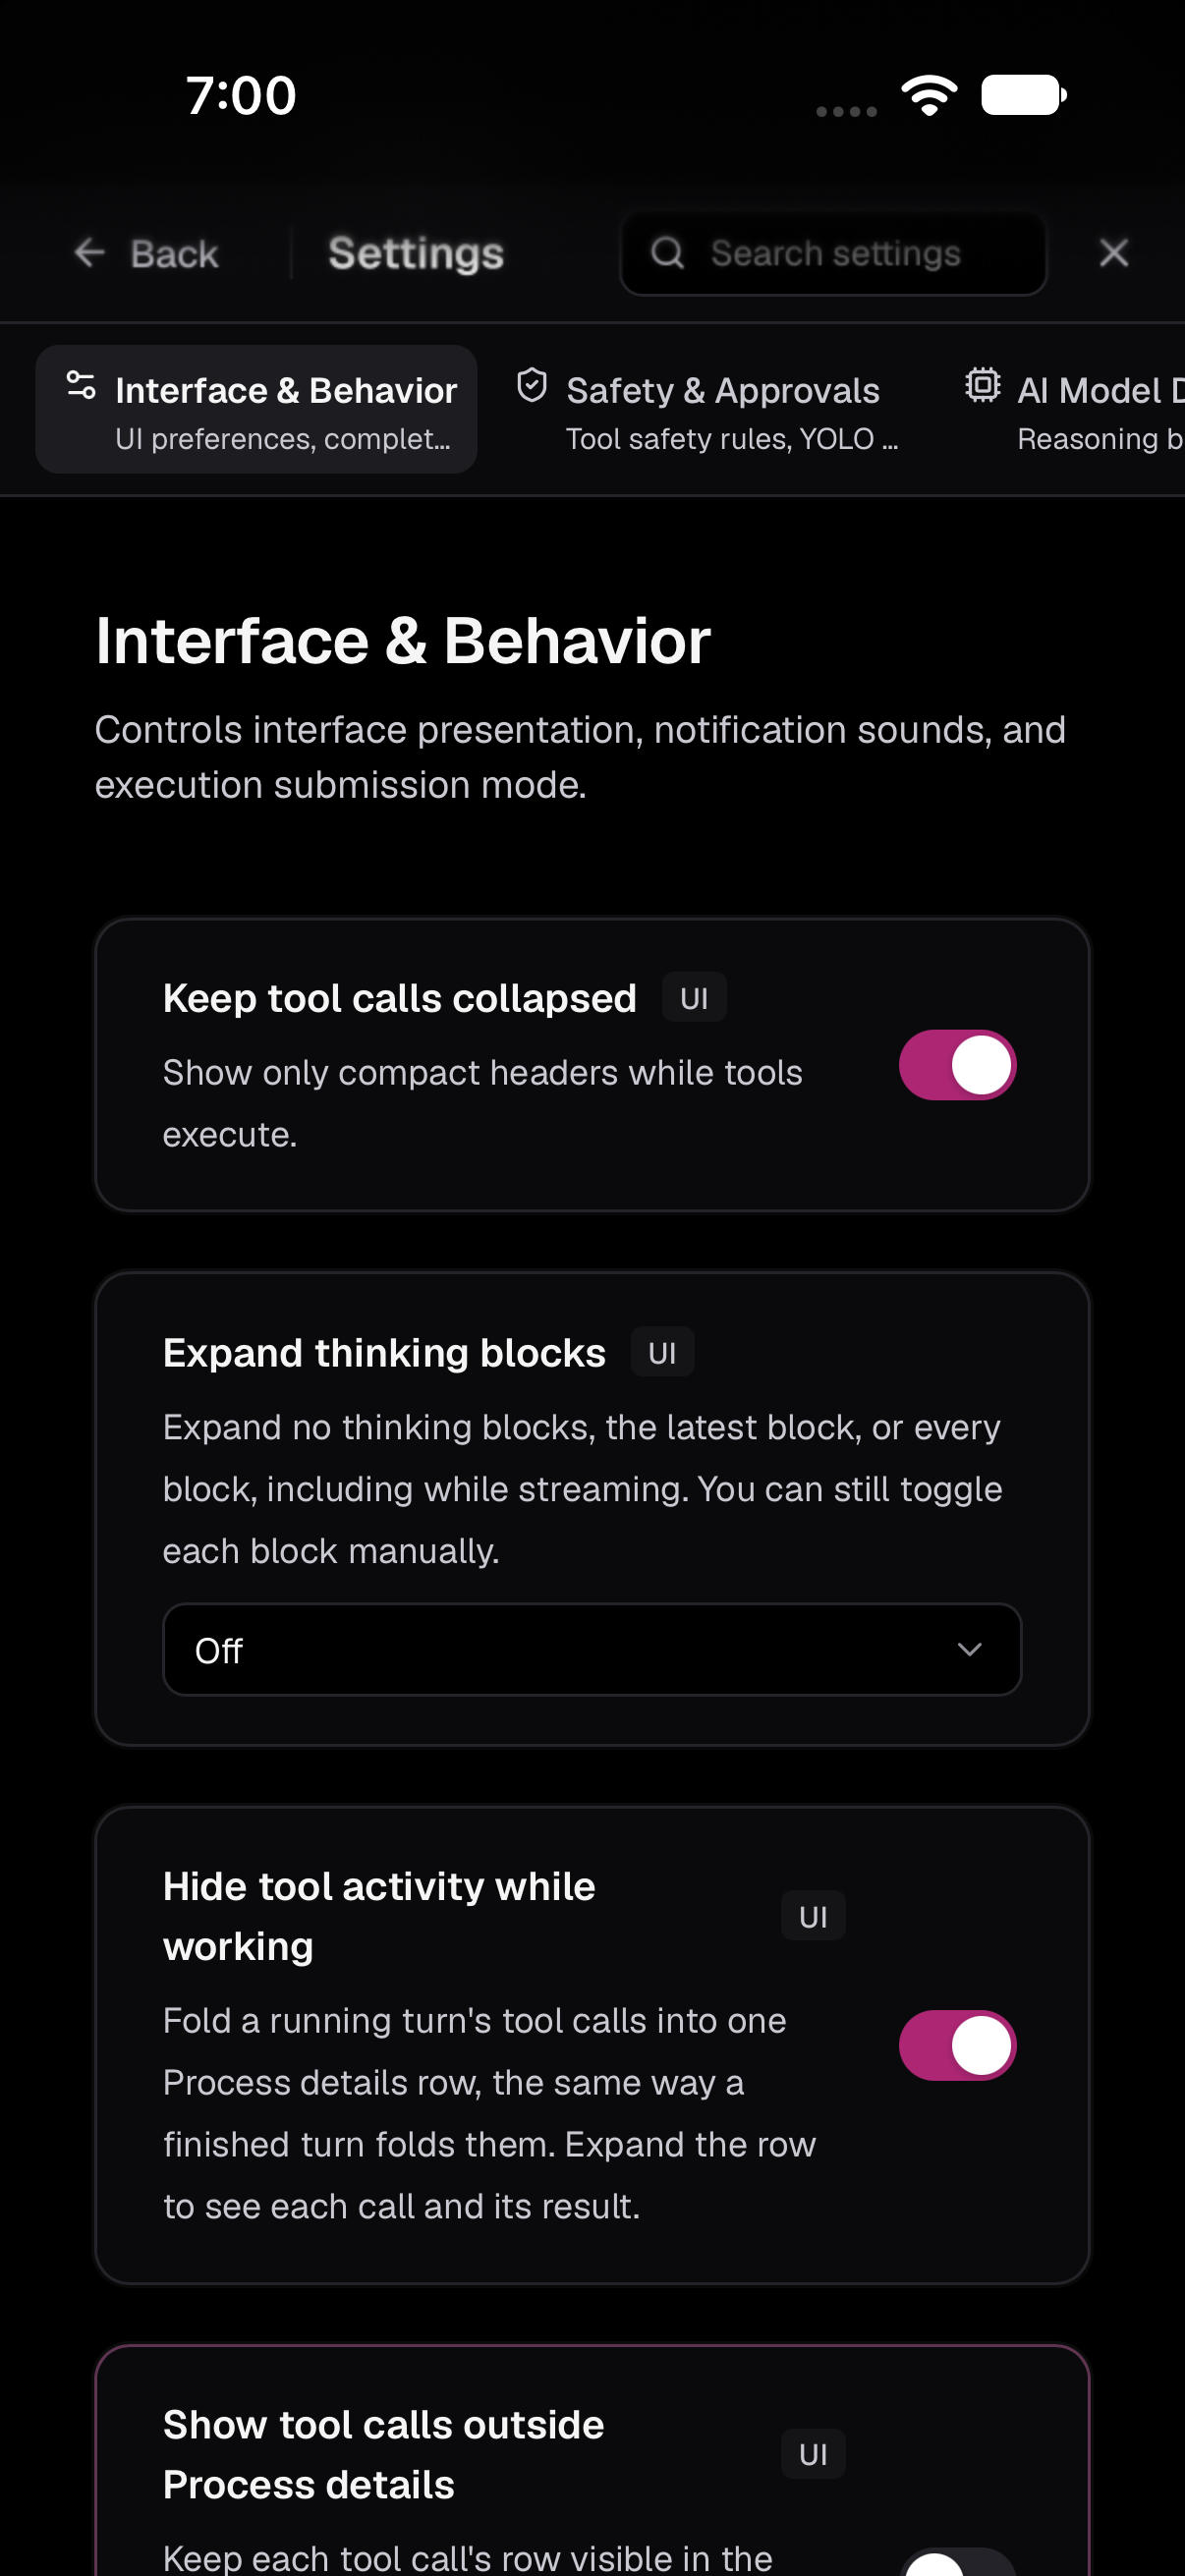 7:00
Back
Settings
Search settings
Interface & Behavior
UI preferences, complet...
Safety & Approvals
Tool safety rules, YOLO ...
AI Model D
Reasoning b
Interface & Behavior
Controls interface presentation, notification sounds, and
execution submission mode.
Keep tool calls collapsed UI
Show only compact headers while tools
execute.
Expand thinking blocks UI
Expand no thinking blocks, the latest block, or every
block, including while streaming. You can still toggle
each block manually.
Off
Hide tool activity while
working
UI
Fold a running turn's tool calls into one
Process details row, the same way a
finished turn folds them. Expand the row
to see each call and its result.
Show tool calls outside
Process details
UI
Keep each tool call's row visible in the